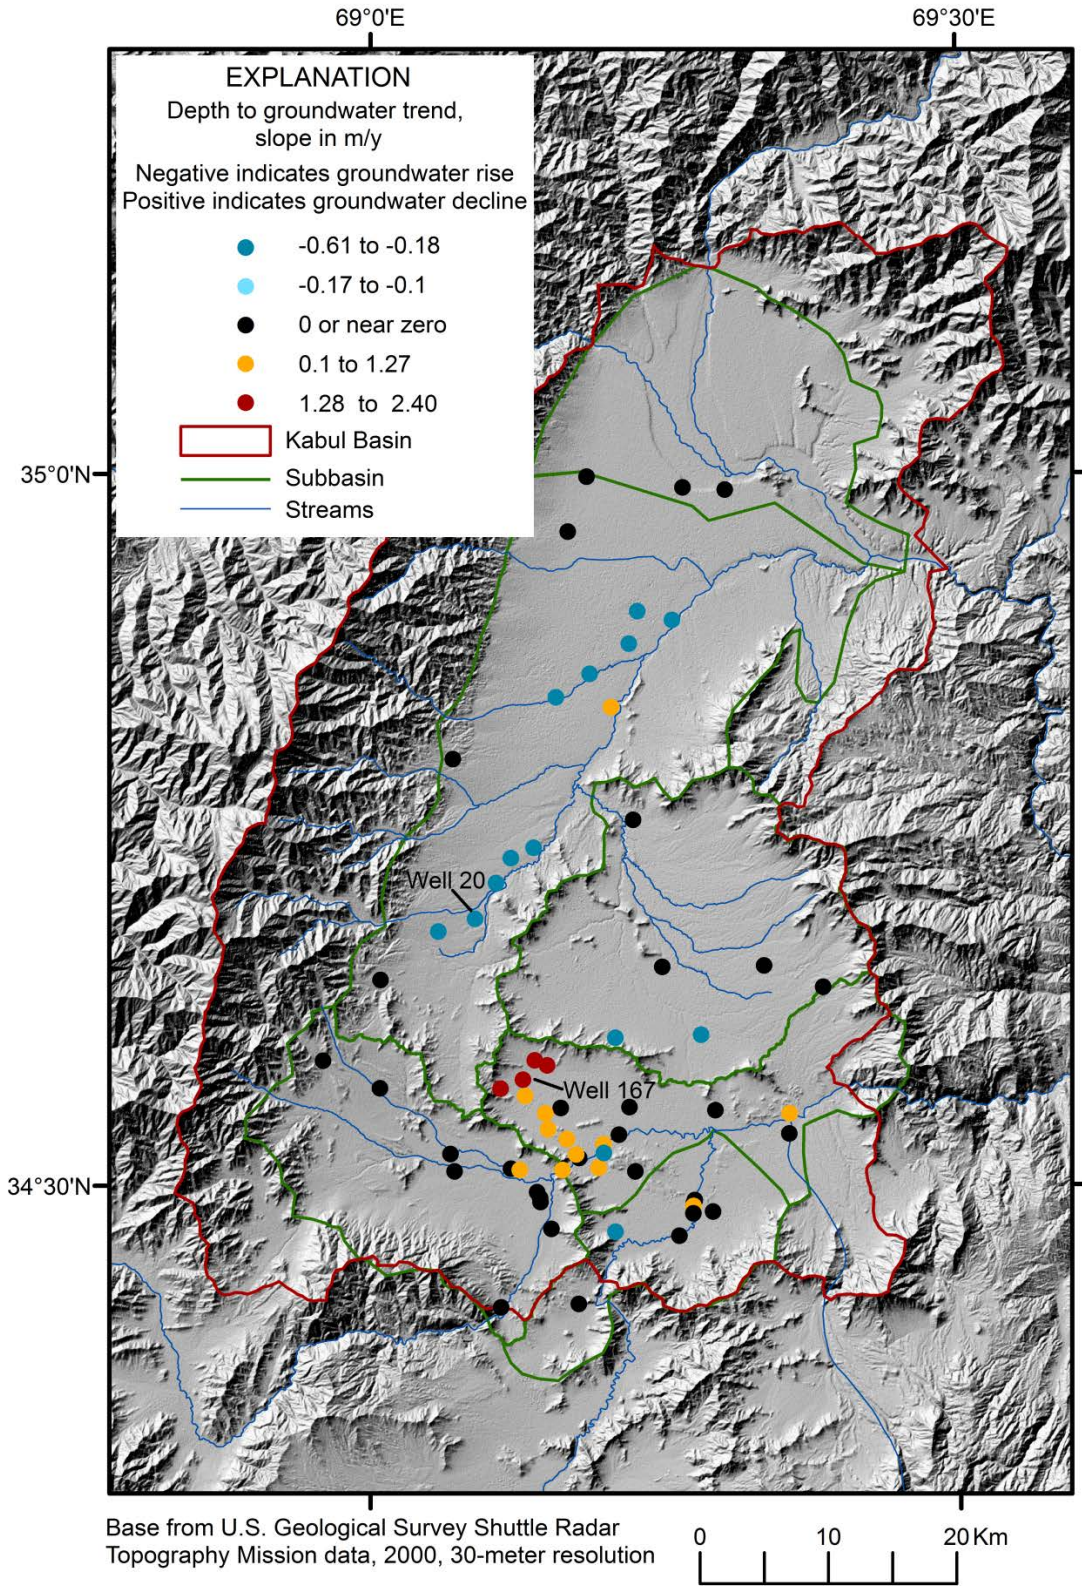 69°0'E
69°30'E
EXPLANATION
Depth to groundwater trend,
slope in m/y
Negative indicates groundwater rise
Positive indicates groundwater decline
-0.61 to -0.18
-0.17 to -0.1
0 or near zero
0.1 to 1.27
1.28 to 2.40
Kabul Basin
Subbasin
Streams
35°0'N
Well 20
Well 167
34°30'N
Base from U.S. Geological Survey Shuttle Radar
Topography Mission data, 2000, 30-meter resolution
0 10 20 Km